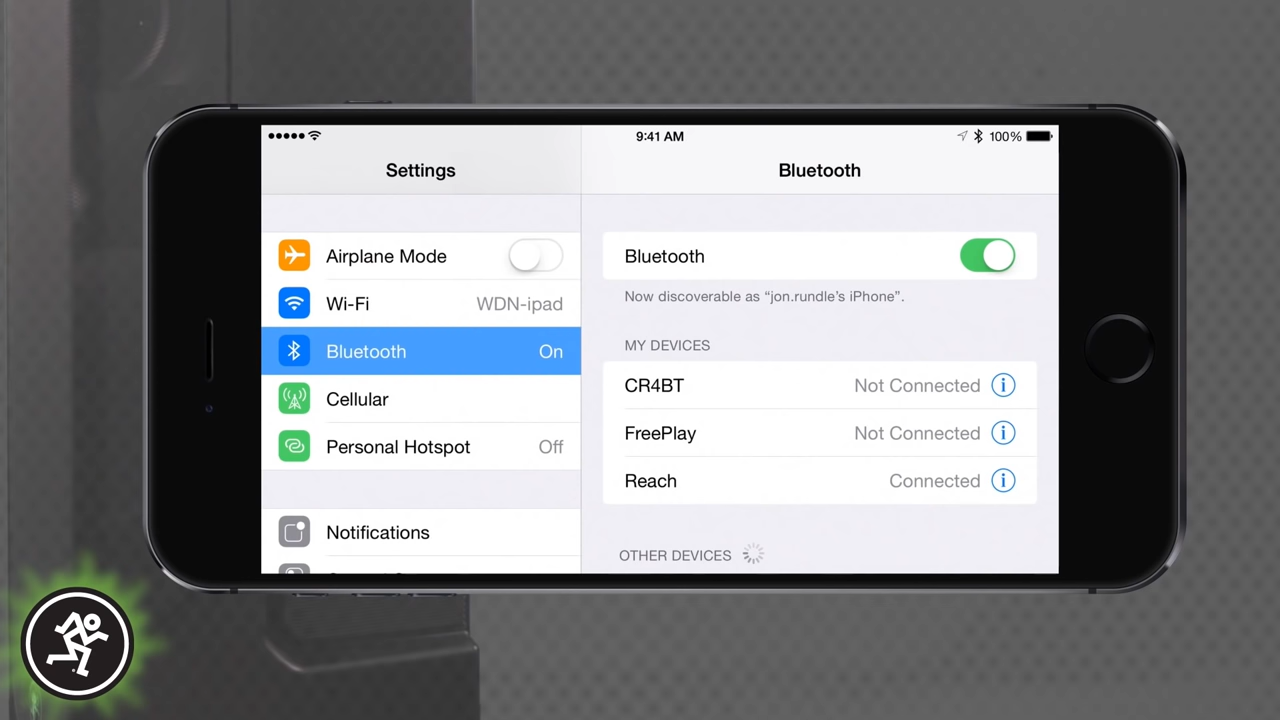 9:41 AM
100%
Settings
Bluetooth
Airplane Mode
Wi-Fi
WDN-ipad
Bluetooth
On
Cellular
Personal Hotspot
Off
Notifications
Bluetooth
Now discoverable as “jon.rundle’s iPhone”.
MY DEVICES
CR4BT
Not Connected
FreePlay
Not Connected
Reach
Connected
OTHER DEVICES